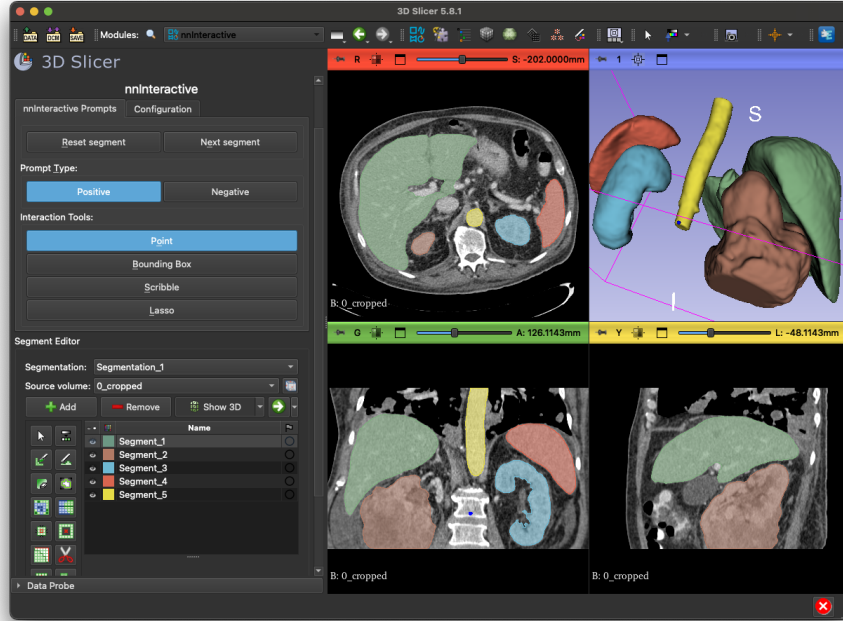 3D Slicer 5.8.1
DATA DCM SAVE Modules: nnInteractive
3D Slicer
nnInteractive
nnInteractive Prompts Configuration
Reset segment Next segment
Prompt Type:
Positive Negative
Interaction Tools:
Point
Bounding Box
Scribble
Lasso
Segment Editor
Segmentation: Segmentation_1
Source volume: 0_cropped
Add Remove Show 3D
Name
Segment_1
Segment_2
Segment_3
Segment_4
Segment_5
Data Probe
R S: -202.0000mm
B: 0_cropped
1
S
I
G A: 126.1143mm
B: 0_cropped
Y L: -48.1143mm
B: 0_cropped